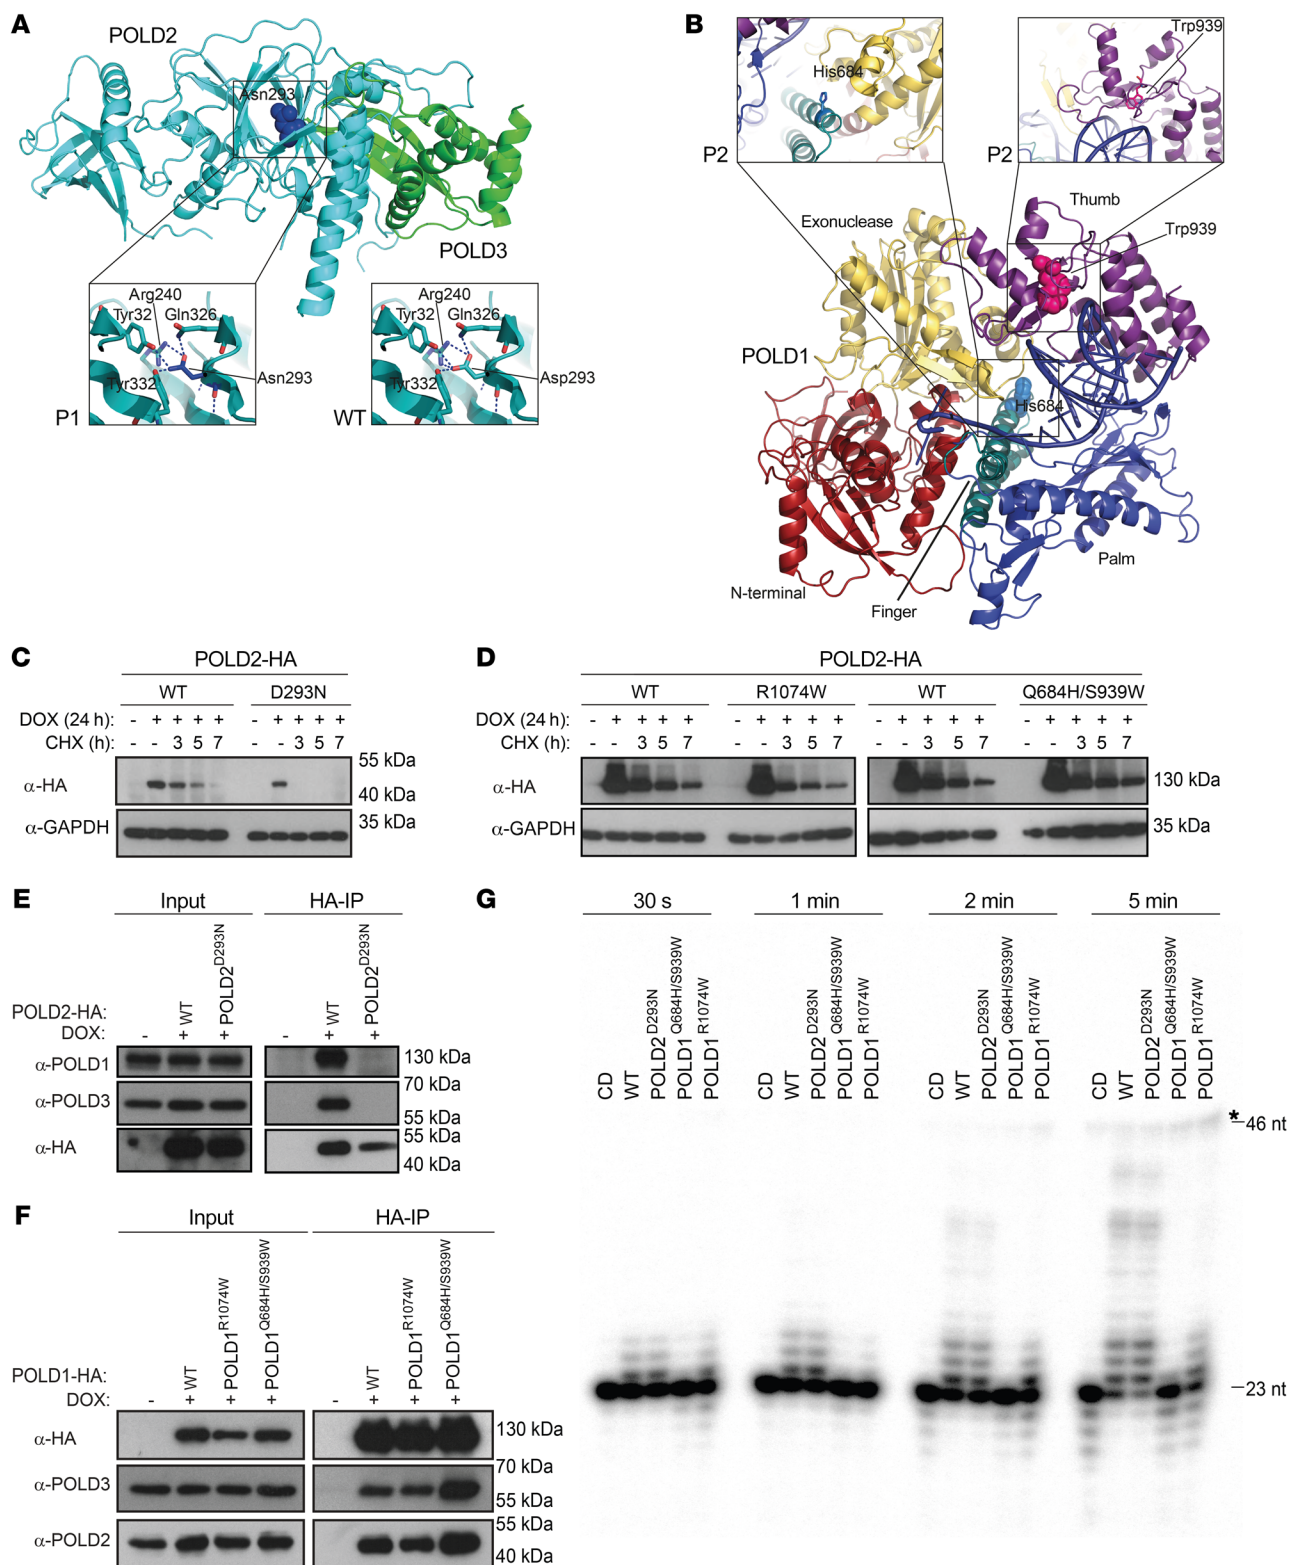 A
POLD2
Asn293
POLD3
Arg240
Tyr32
Gln326
Tyr332
Asn293
P1
Arg240
Tyr32
Gln326
Tyr332
Asp293
WT
B
His684
P2
Trp939
P2
Exonuclease
Thumb
Trp939
POLD1
His684
N-terminal
Finger
Palm
C
POLD2-HA
WT D293N
DOX (24 h): - + + + + - + + + +
CHX (h): - - 3 5 7 - - 3 5 7
55 kDa
α-HA
40 kDa
α-GAPDH
35 kDa
D
POLD2-HA
WT R1074W WT Q684H/S939W
DOX (24 h): - + + + + - + + + + - + + + + - + + + +
CHX (h): - - 3 5 7 - - 3 5 7 - - 3 5 7 - - 3 5 7
α-HA 130 kDa
α-GAPDH 35 kDa
E
Input HA-IP
POLD2-HA: WT POLD2D293N WT POLD2D293N
DOX: - + + - + +
α-POLD1 130 kDa
70 kDa
α-POLD3
55 kDa
55 kDa
α-HA
40 kDa
F
Input HA-IP
POLD1-HA: WT POLD1R1074W POLD1Q684H/S939W WT POLD1R1074W POLD1Q684H/S939W
DOX: - + + + - + + +
α-HA 130 kDa
70 kDa
α-POLD3
55 kDa
55 kDa
α-POLD2
40 kDa
G
30 s 1 min 2 min 5 min
CD WT POLD2D293N POLD1Q684H/S939W POLD1R1074W
CD WT POLD2D293N POLD1Q684H/S939W POLD1R1074W
CD WT POLD2D293N POLD1Q684H/S939W POLD1R1074W
CD WT POLD2D293N POLD1Q684H/S939W POLD1R1074W
*
46 nt
23 nt